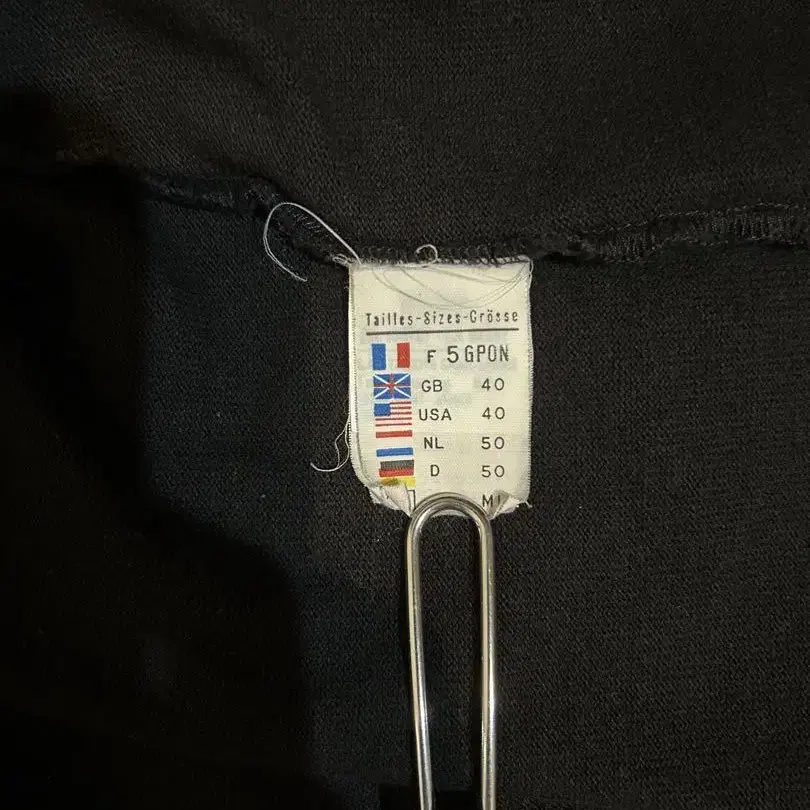 Tailles-Sizes-Grösse
F 5 GPON
GB 40
USA 40
NL 50
D 50